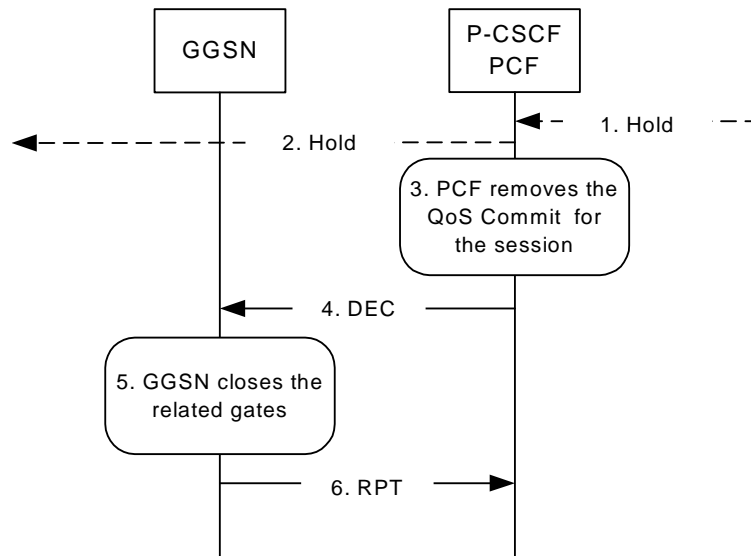 GGSN
P-CSCF
PCF
1. Hold
2. Hold
3. PCF removes the
QoS Commit for
the session
4. DEC
5. GGSN closes the
related gates
6. RPT